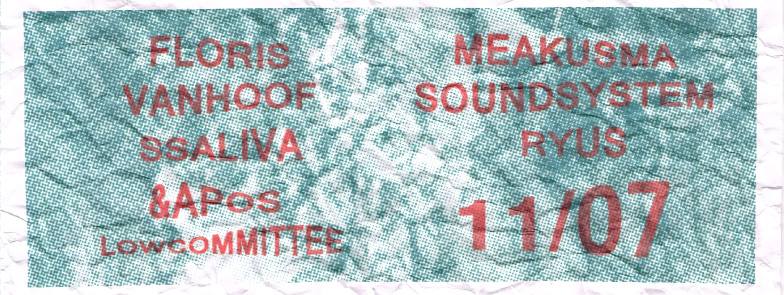 FLORIS
VANHOOF
SSALIVA
&APOS
LOWCOMMITTEE
MEAKUSMA
SOUNDSYSTEM
RYUS
11/07